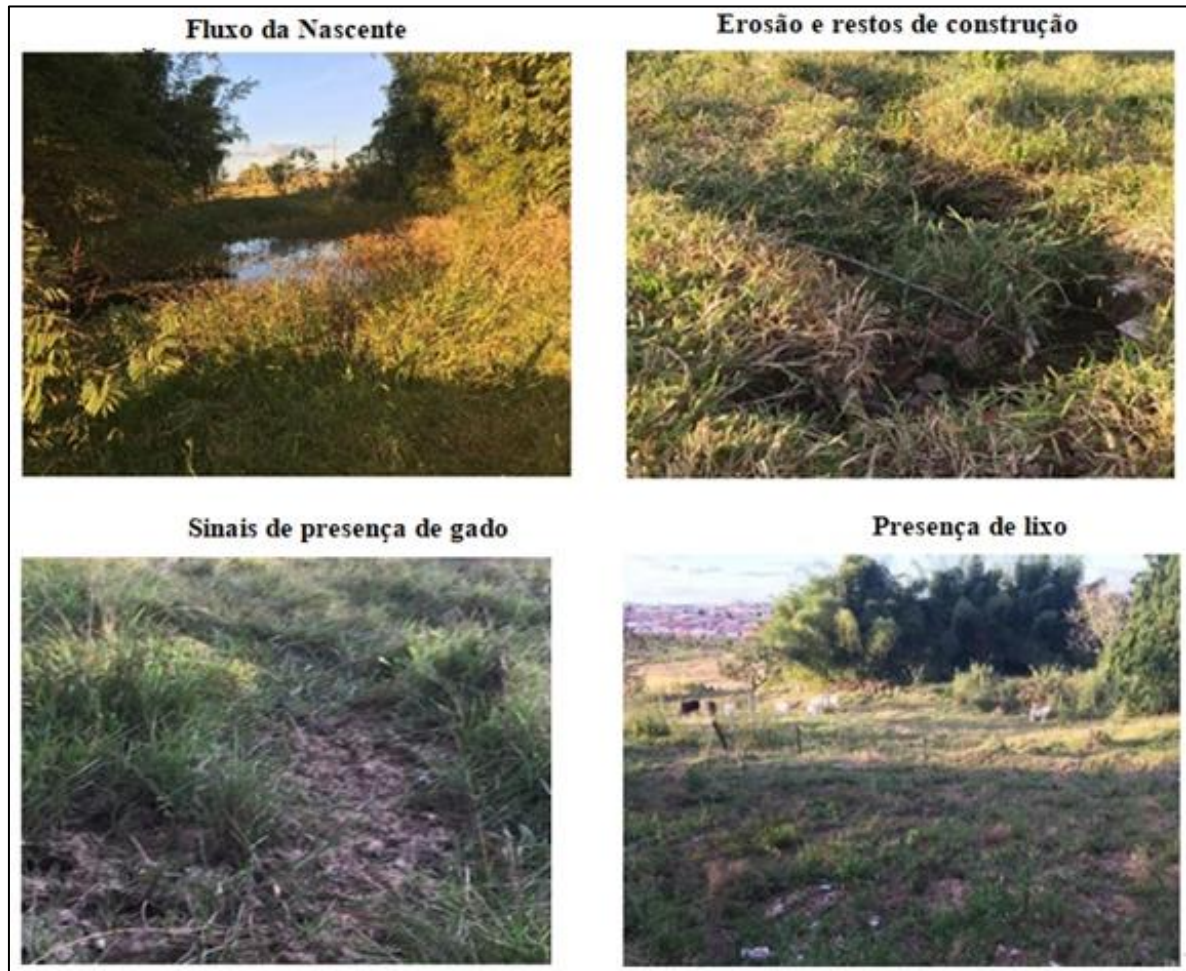 Fluxo da Nascente
Erosão e restos de construção
Sinais de presença de gado
Presença de lixo